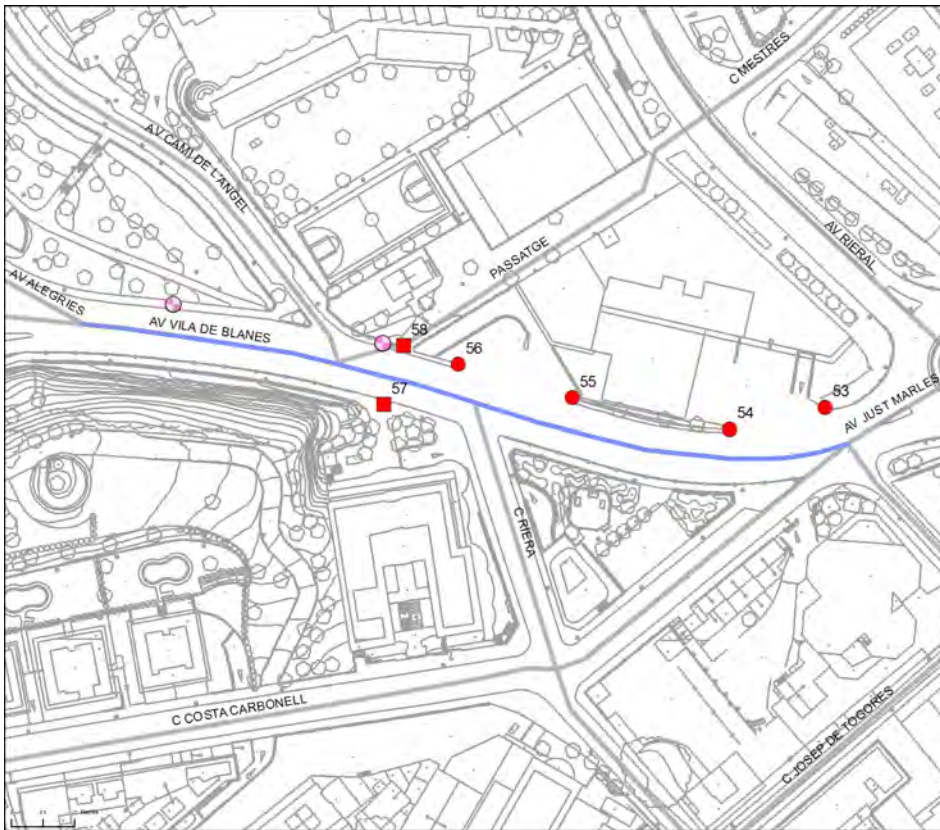 C MESTRES
AV CAMI DE L'ANGEL
AV RIERAL
PASSATGE
AV ALEGRIES
AV VILA DE BLANES
58
56
55
57
53
54
AV JUST MARLES
C RIERA
C COSTA CARBONELL
C JOSEP DE TOGORES